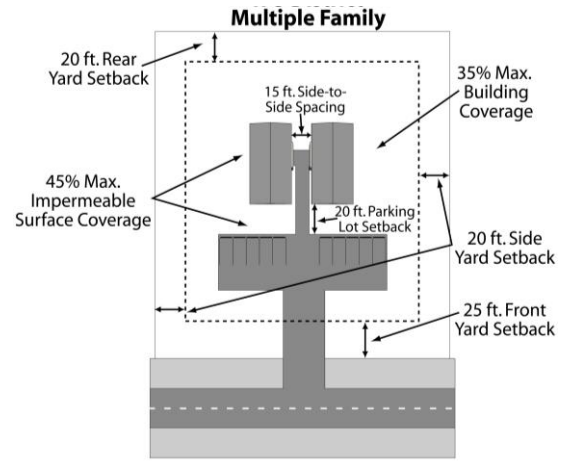 Multiple Family
20 ft. Rear
Yard Setback
15 ft. Side-to-
Side Spacing
35% Max.
Building
Coverage
45% Max.
Impermeable
Surface Coverage
20 ft. Parking
Lot Setback
20 ft. Side
Yard Setback
25 ft. Front
Yard Setback